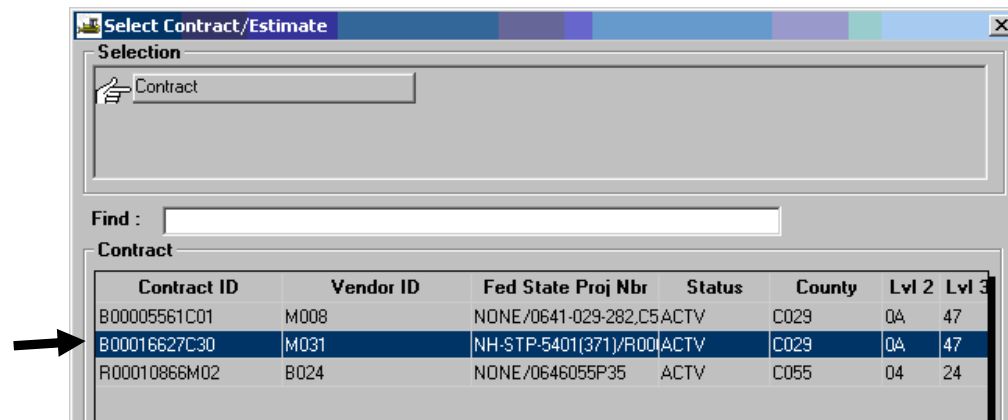 Select Contract/Estimate
Selection
Contract
Find :
Contract
Contract ID Vendor ID Fed State Proj Nbr Status County Lvl 2 Lvl 3
B00005561C01 M008 NONE/0641-029-282,C5 ACTV C029 0A 47
B00016627C30 M031 NH-STP-5401(371)/R00 ACTV C029 0A 47
R00010866M02 B024 NONE/0646055P35 ACTV C055 04 24